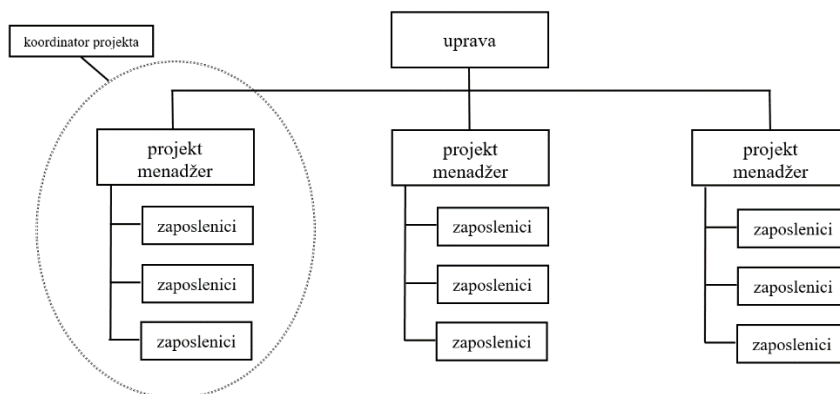 koordinator projekta
uprava
projekt
menadžer
projekt
menadžer
projekt
menadžer
zaposlenici
zaposlenici
zaposlenici
zaposlenici
zaposlenici
zaposlenici
zaposlenici
zaposlenici
zaposlenici